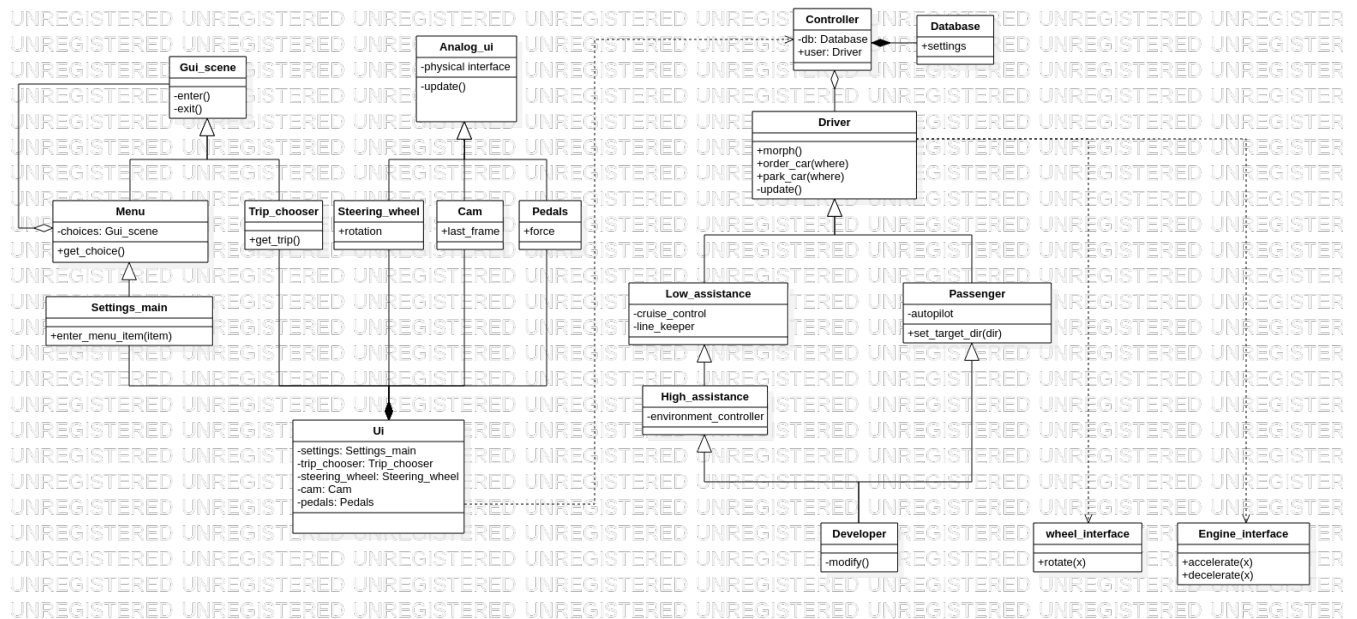 UNREGISTERED
Gui_scene
-enter()
-exit()
Analog_ui
-physical interface
-update()
Controller
-db: Database
+user: Driver
Database
+settings
Driver
+morph()
+order_car(where)
+park_car(where)
-update()
Menu
-choices: Gui_scene
+get_choice()
Trip_chooser
+get_trip()
Steering_wheel
+rotation
Cam
+last_frame
Pedals
+force
Settings_main
+enter_menu_item(item)
Low_assistance
-cruise_control
-line_keeper
Passenger
-autopilot
+set_target_dir(dir)
High_assistance
-environment_controller
Ui
-settings: Settings_main
-trip_chooser: Trip_chooser
-steering_wheel: Steering_wheel
-cam: Cam
-pedals: Pedals
Developer
-modify()
wheel_interface
+rotate(x)
Engine_interface
+accelerate(x)
+decelerate(x)